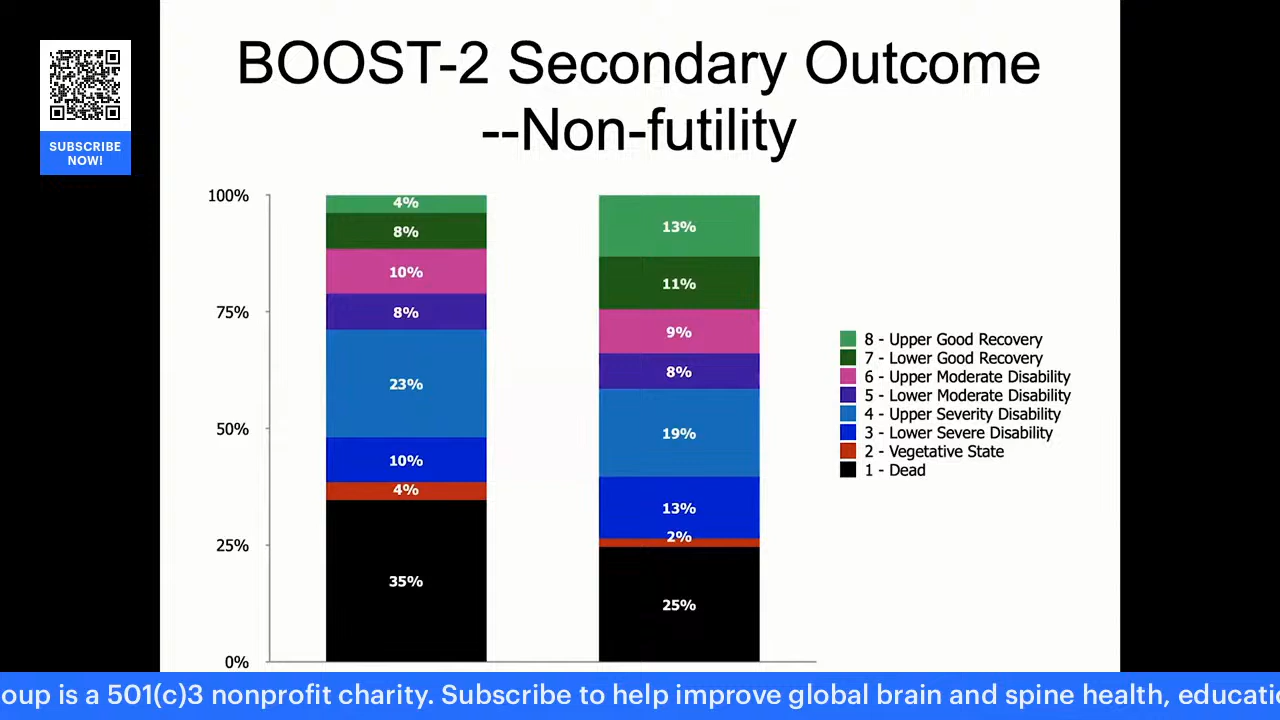 BOOST-2 Secondary Outcome
--Non-futility
SUBSCRIBE
NOW!
100%
75%
50%
25%
0%
4%
8%
10%
8%
23%
10%
4%
35%
13%
11%
9%
8%
19%
13%
2%
25%
8 - Upper Good Recovery
7 - Lower Good Recovery
6 - Upper Moderate Disability
5 - Lower Moderate Disability
4 - Upper Severity Disability
3 - Lower Severe Disability
2 - Vegetative State
1 - Dead
oup is a 501(c)3 nonprofit charity. Subscribe to help improve global brain and spine health, educati